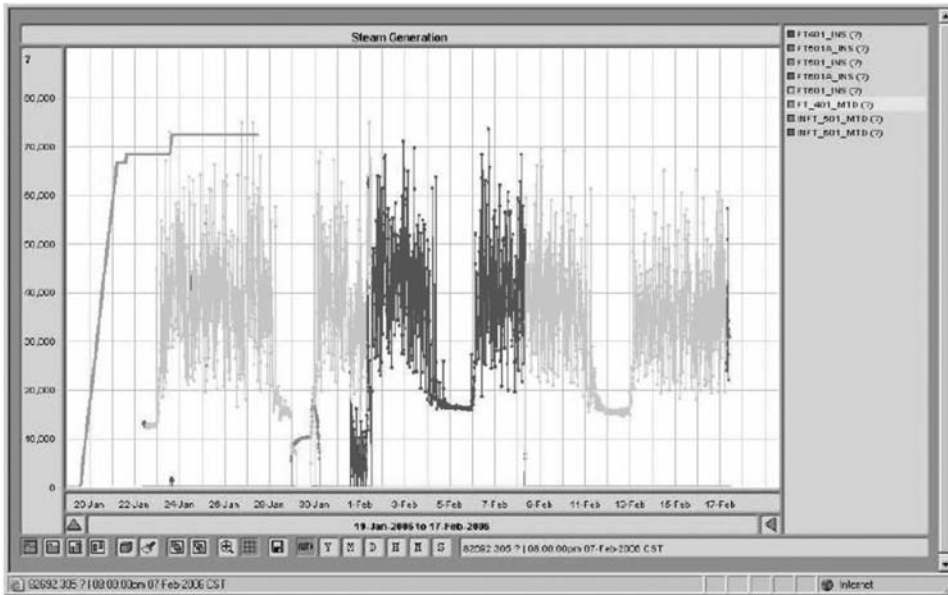 Steam Generation
?
80,000
70,000
60,000
50,000
40,000
30,000
20,000
10,000
0
20-Jan 22-Jan 24-Jan 26-Jan 28-Jan 30-Jan 1-Feb 3-Feb 5-Feb 7-Feb 11-Feb 13-Feb 15-Feb 17-Feb
19-Jan-2006 to 17-Feb-2006
FT401_INS (?)
FT501A_INS (?)
FT501_INS (?)
FT601A_INS (?)
FT601_INS (?)
FT_401_MTD (?)
INFT_501_MTD (?)
INFT_601_MTD (?)
Y M D H M S
82692.305 ? | 08:00:00pm 07-Feb-2006 CST
82692.305 ? | 08:00:00pm 07-Feb-2006 CST
Internet